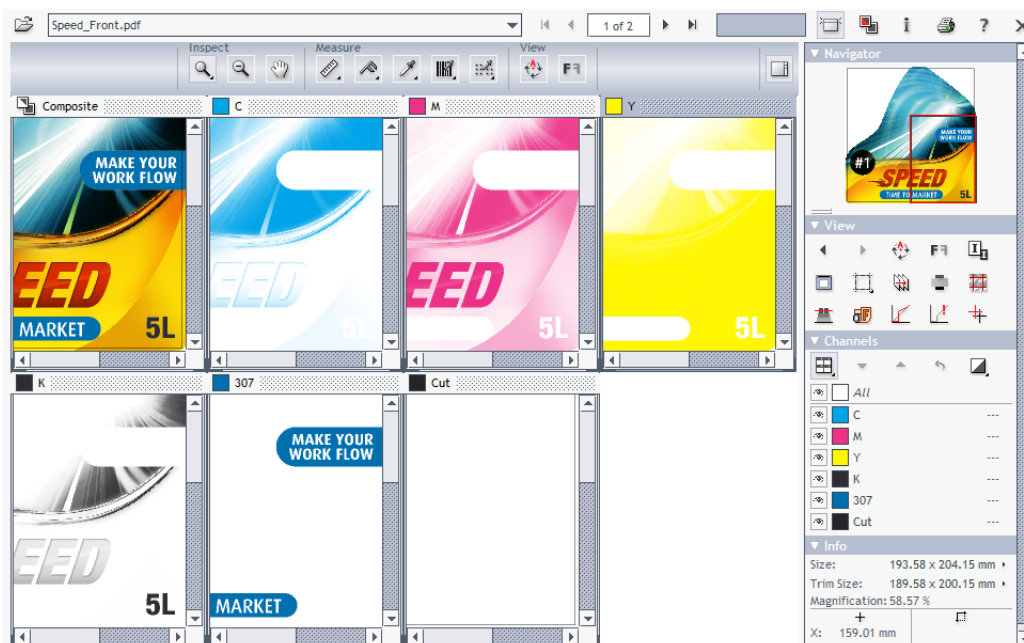 Speed_Front.pdf
1 of 2
i
?
Inspect
Measure
View
Navigator
MAKE YOUR
WORK FLOW
#1
SPEED
TIME TO MARKET
5L
Composite
C
M
Y
MAKE YOUR
WORK FLOW
EED
MARKET
5L
EED
5L
EED
5L
5L
View
Channels
All
C ---
M ---
Y ---
K ---
307 ---
Cut ---
K
307
Cut
EED
5L
MAKE YOUR
WORK FLOW
MARKET
Info
Size: 193.58 x 204.15 mm
Trim Size: 189.58 x 200.15 mm
Magnification: 58.57 %
X: 159.01 mm